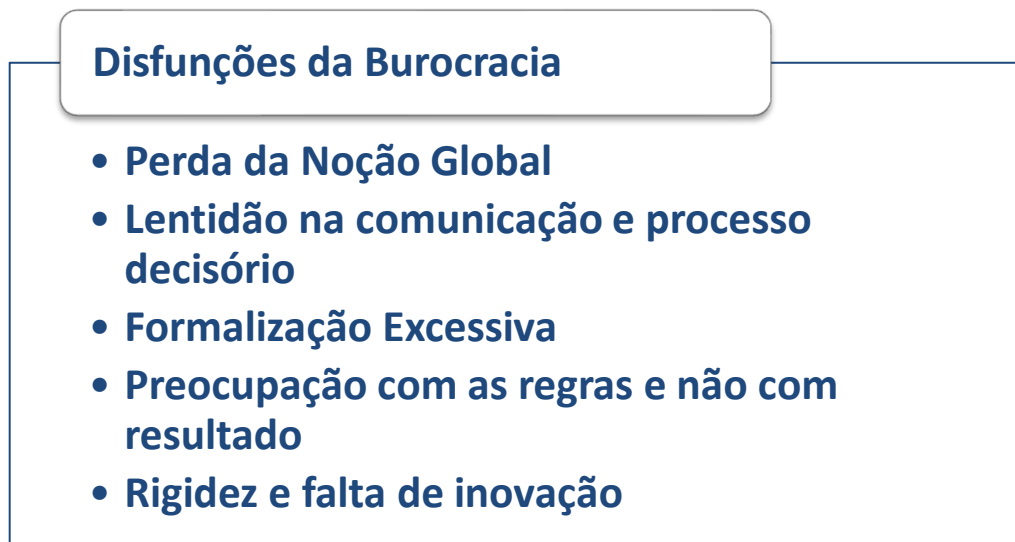 Disfunções da Burocracia
• Perda da Noção Global
• Lentidão na comunicação e processo
decisório
• Formalização Excessiva
• Preocupação com as regras e não com
resultado
• Rigidez e falta de inovação